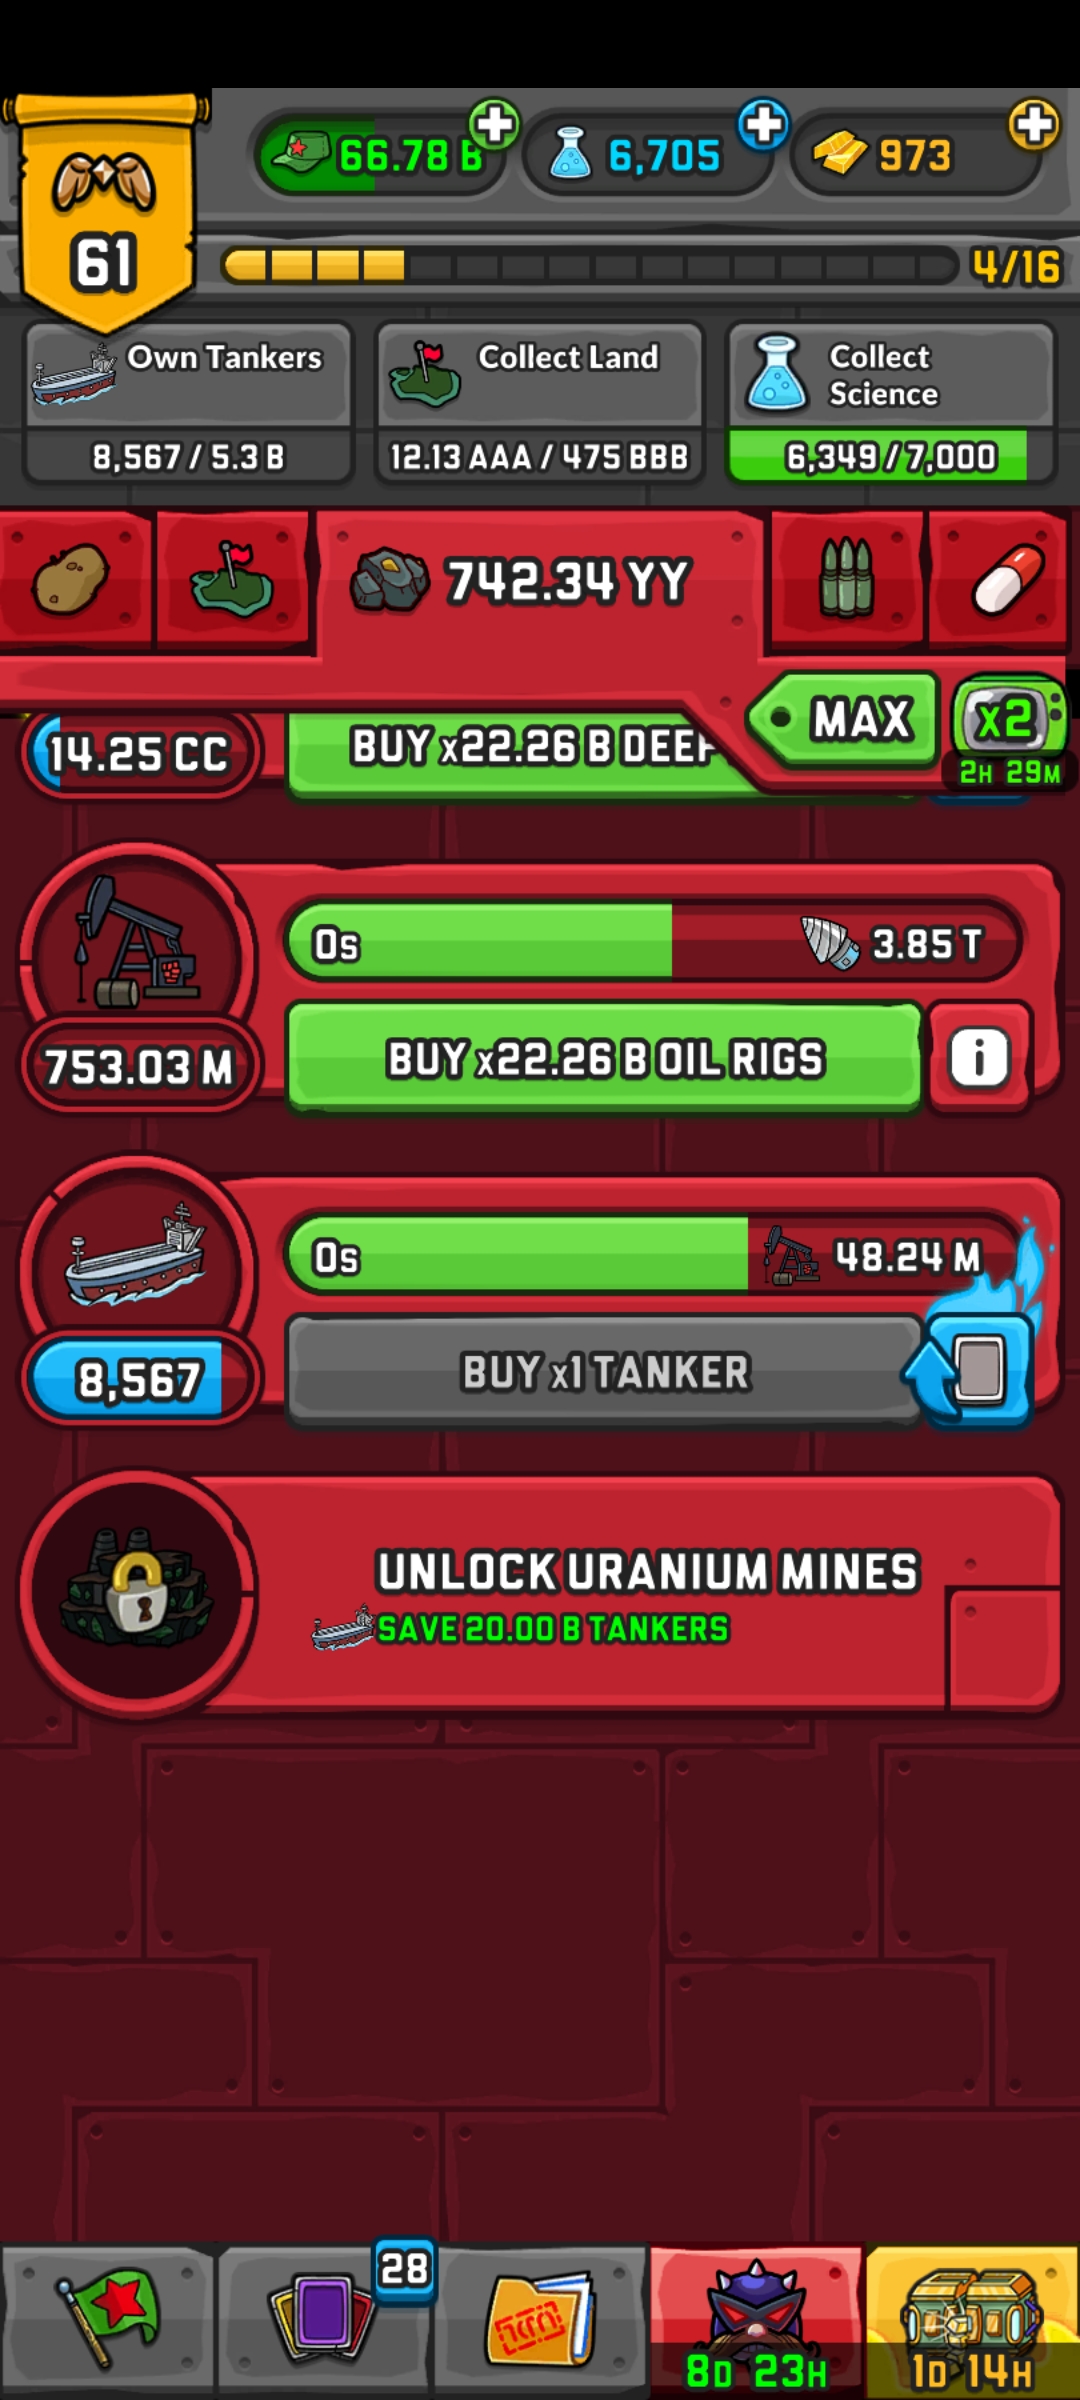 66.78 B
6,705
973
61
4/16
Own Tankers
8,567 / 5.3 B
Collect Land
12.13 AAA / 475 BBB
Collect
Science
6,349 / 7,000
742.34 YY
MAX
x2
2H 29M
14.25 CC
BUY x22.26 B DEEP
0s
3.85 T
753.03 M
BUY x22.26 B OIL RIGS
i
0s
48.24 M
8,567
BUY x1 TANKER
UNLOCK URANIUM MINES
SAVE 20.00 B TANKERS
28
8D 23H
1D 14H